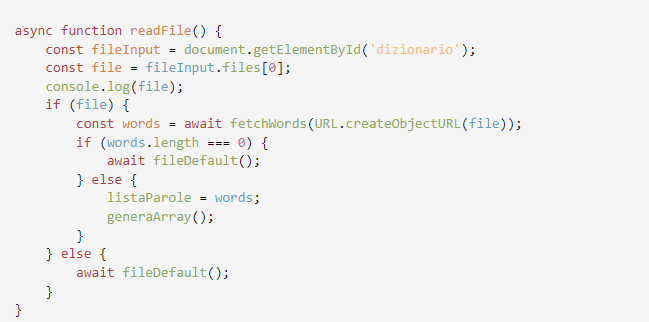 async function readFile() {
    const fileInput = document.getElementById('dizionario');
    const file = fileInput.files[0];
    console.log(file);
    if (file) {
        const words = await fetchWords(URL.createObjectURL(file));
        if (words.length === 0) {
            await fileDefault();
        } else {
            listaParole = words;
            generaArray();
        }
    } else {
        await fileDefault();
    }
}